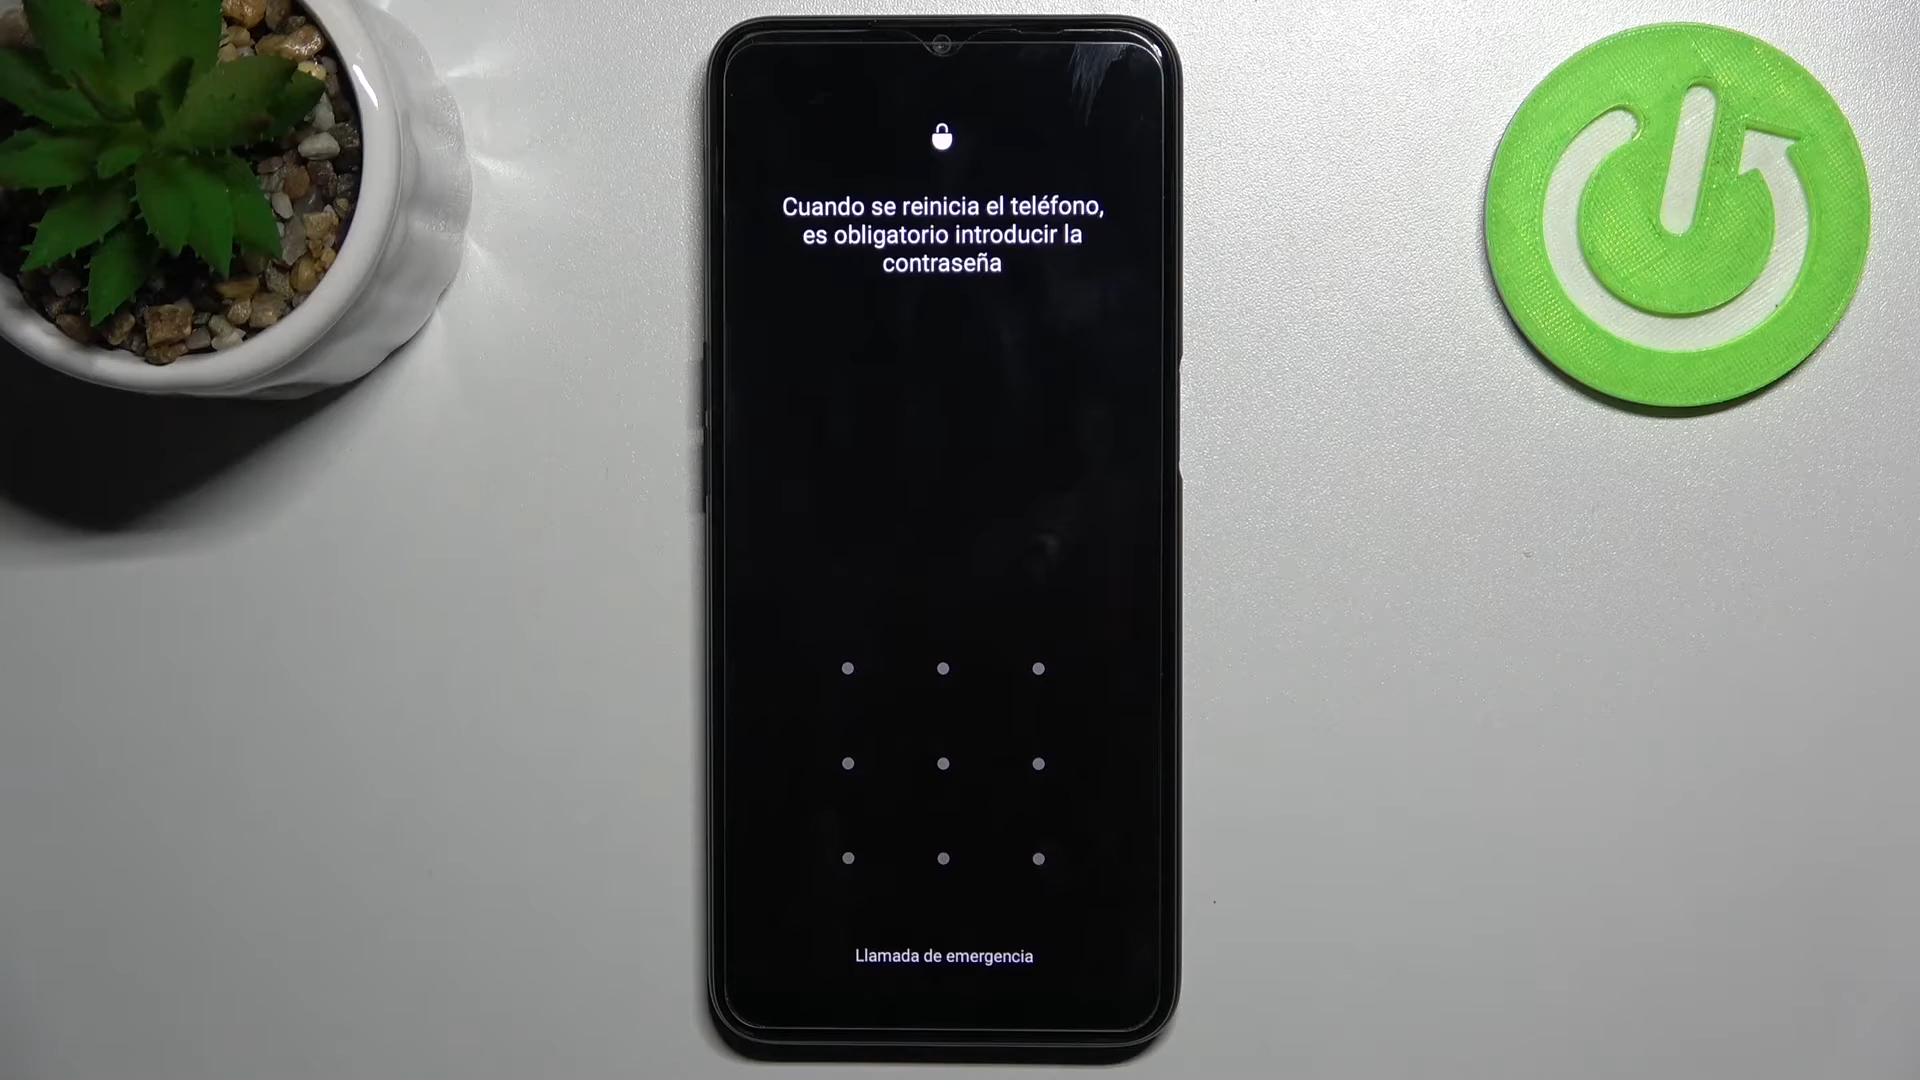 Cuando se reinicia el teléfono,
es obligatorio introducir la
contraseña
Llamada de emergencia